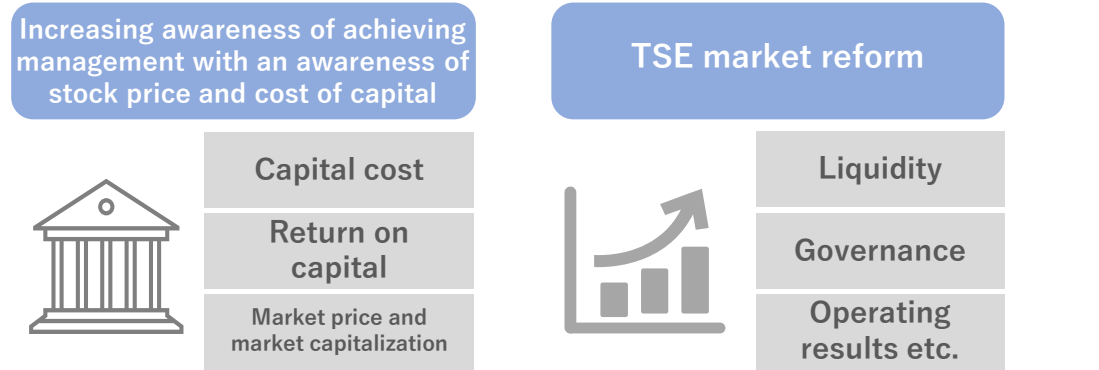 Increasing awareness of achieving
management with an awareness of
stock price and cost of capital
Capital cost
Return on
capital
Market price and
market capitalization
TSE market reform
Liquidity
Governance
Operating
results etc.